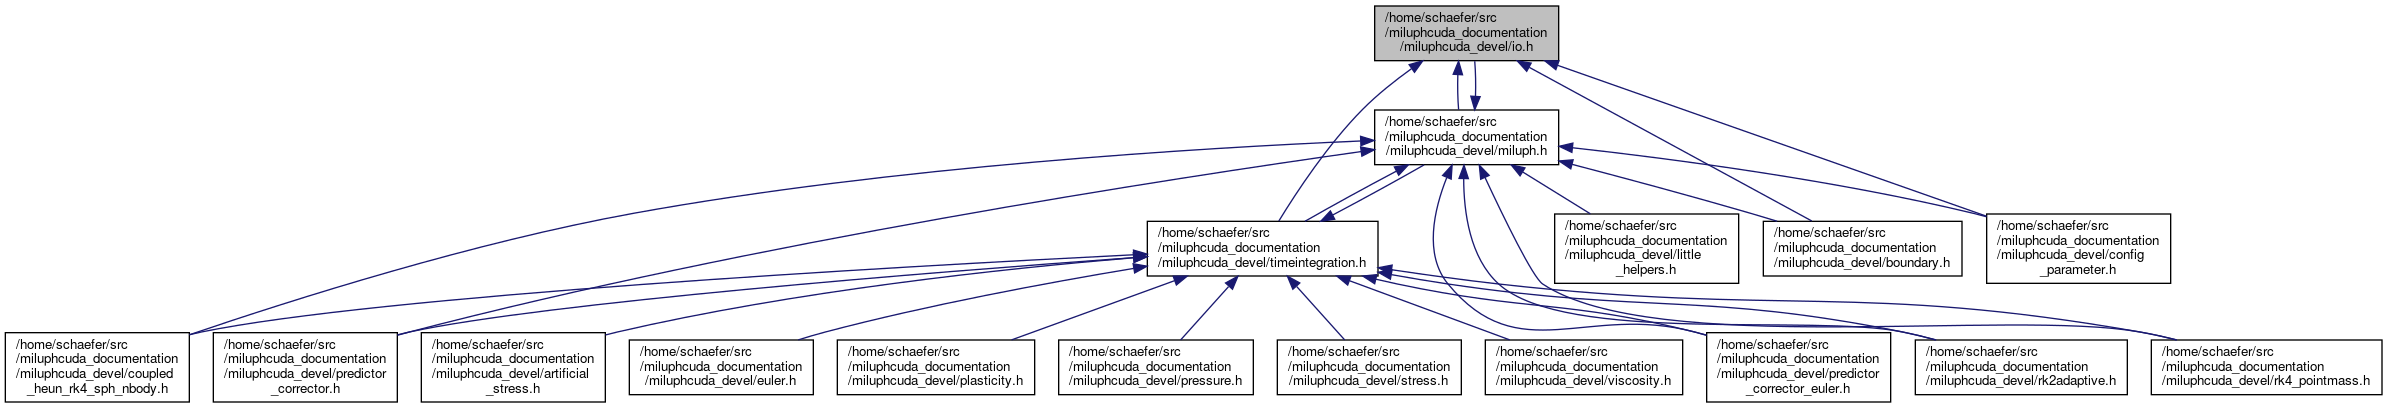 /home/schaefer/src
/miluphcuda_documentation
/miluphcuda_devel/io.h
/home/schaefer/src
/miluphcuda_documentation
/miluphcuda_devel/miluph.h
/home/schaefer/src
/miluphcuda_documentation
/miluphcuda_devel/timeintegration.h
/home/schaefer/src
/miluphcuda_documentation
/miluphcuda_devel/little
_helpers.h
/home/schaefer/src
/miluphcuda_documentation
/miluphcuda_devel/boundary.h
/home/schaefer/src
/miluphcuda_documentation
/miluphcuda_devel/config
_parameter.h
/home/schaefer/src
/miluphcuda_documentation
/miluphcuda_devel/coupled
_heun_rk4_sph_nbody.h
/home/schaefer/src
/miluphcuda_documentation
/miluphcuda_devel/predictor
_corrector.h
/home/schaefer/src
/miluphcuda_documentation
/miluphcuda_devel/artificial
_stress.h
/home/schaefer/src
/miluphcuda_documentation
/miluphcuda_devel/euler.h
/home/schaefer/src
/miluphcuda_documentation
/miluphcuda_devel/plasticity.h
/home/schaefer/src
/miluphcuda_documentation
/miluphcuda_devel/pressure.h
/home/schaefer/src
/miluphcuda_documentation
/miluphcuda_devel/stress.h
/home/schaefer/src
/miluphcuda_documentation
/miluphcuda_devel/viscosity.h
/home/schaefer/src
/miluphcuda_documentation
/miluphcuda_devel/predictor
_corrector_euler.h
/home/schaefer/src
/miluphcuda_documentation
/miluphcuda_devel/rk2adaptive.h
/home/schaefer/src
/miluphcuda_documentation
/miluphcuda_devel/rk4_pointmass.h